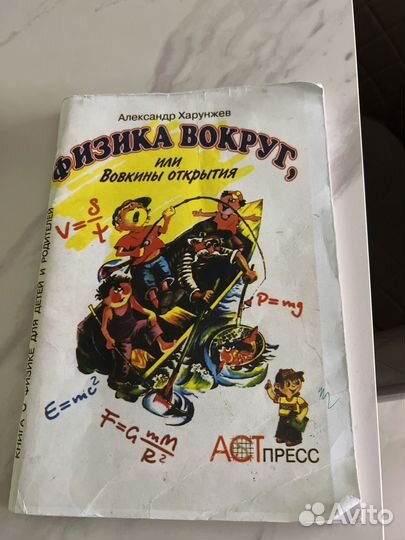 Александр Харунжев
ФИЗИКА ВОКРУГ,
или
Вовкины открытия
КНИГА О ФИЗИКЕ ДЛЯ ДЕТЕЙ И РОДИТЕЛЕЙ
V=S/t
P=mg
E=mc²
F=G mM/R²
АСТ ПРЕСС
Avito